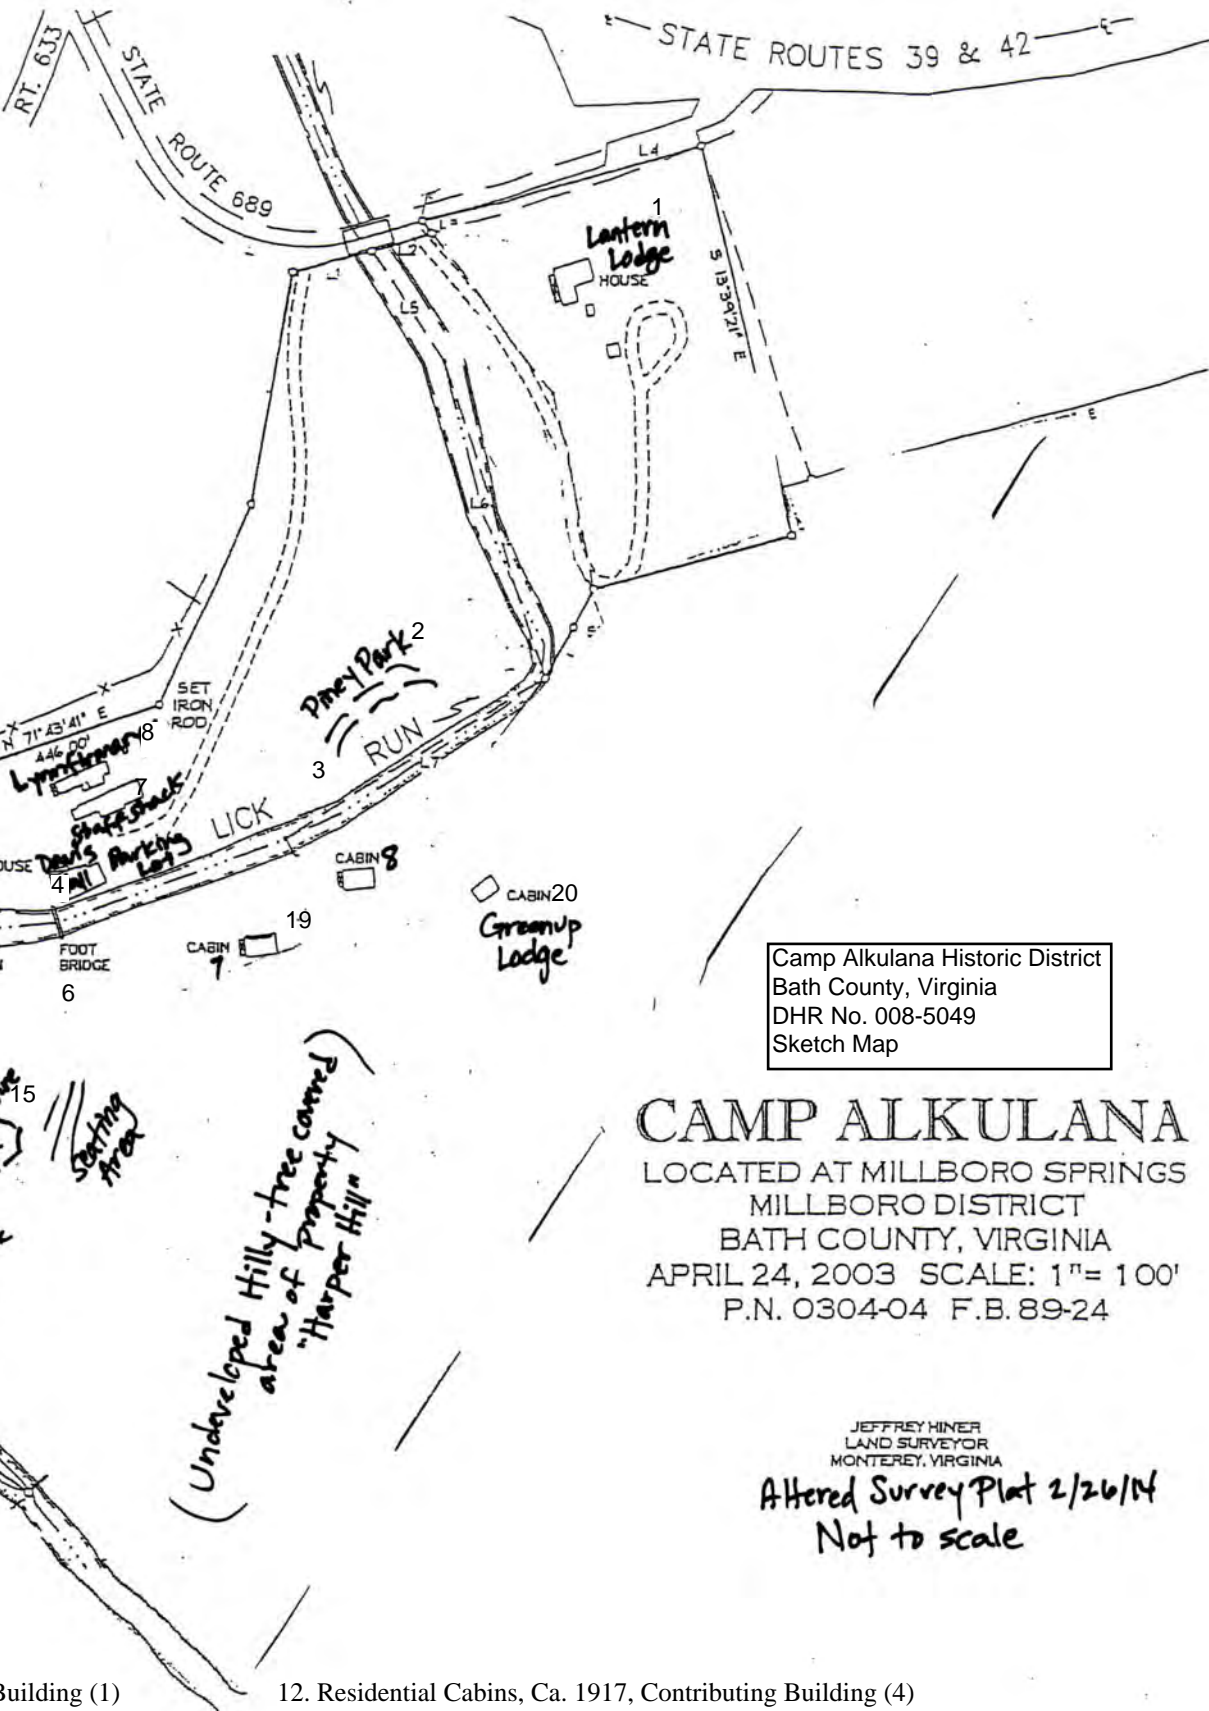 RT. 633
STATE ROUTE 689
STATE ROUTES 39 & 42
L4
1
Lantern
Lodge
HOUSE
S 13°39'21" E
L1
L2
L5
L6
E
2
Piney Park
SET
IRON
ROD
N 71°43'41" E
446.00'
8
Lynn Infirmary
7
Staff Shack
3
LICK RUN
L7
Parking
Lot
4
CABIN 8
CABIN 20
Greenup
Lodge
19
CABIN
7
FOOT
BRIDGE
6
15
Seating
Area
(Undeveloped Hilly-tree covered
area of property
"Harper Hill")
Camp Alkulana Historic District
Bath County, Virginia
DHR No. 008-5049
Sketch Map
CAMP ALKULANA
LOCATED AT MILLBORO SPRINGS
MILLBORO DISTRICT
BATH COUNTY, VIRGINIA
APRIL 24, 2003 SCALE: 1"= 100'
P.N. 0304-04 F.B. 89-24
JEFFREY HINER
LAND SURVEYOR
MONTEREY, VIRGINIA
Altered Survey Plat 2/26/14
Not to scale
Building (1)
12. Residential Cabins, Ca. 1917, Contributing Building (4)